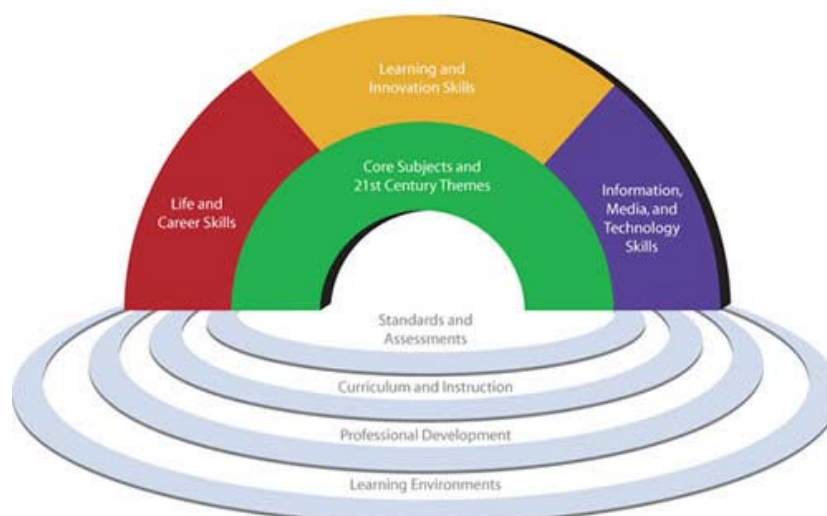 Learning and
Innovation Skills
Core Subjects and
21st Century Themes
Life and
Career Skills
Information,
Media, and
Technology
Skills
Standards and
Assessments
Curriculum and Instruction
Professional Development
Learning Environments